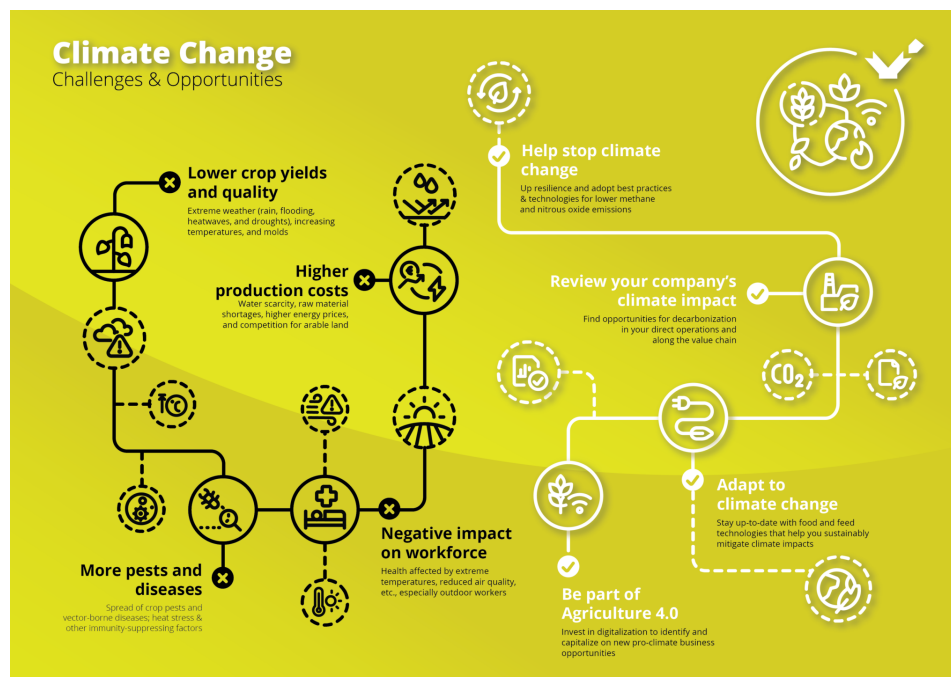 Climate Change
Challenges & Opportunities
Lower crop yields
and quality
Extreme weather (rain, flooding,
heatwaves, and droughts), increasing
temperatures, and molds
Higher
production costs
Water scarcity, raw material
shortages, higher energy prices,
and competition for arable land
°C
More pests and
diseases
Spread of crop pests and
vector-borne diseases; heat stress &
other immunity-suppressing factors
Negative impact
on workforce
Health affected by extreme
temperatures, reduced air quality,
etc., especially outdoor workers
Help stop climate
change
Up resilience and adopt best practices
& technologies for lower methane
and nitrous oxide emissions
Review your company's
climate impact
Find opportunities for decarbonization
in your direct operations and
along the value chain
CO2
Adapt to
climate change
Stay up-to-date with food and feed
technologies that help you sustainably
mitigate climate impacts
Be part of
Agriculture 4.0
Invest in digitalization to identify and
capitalize on new pro-climate business
opportunities